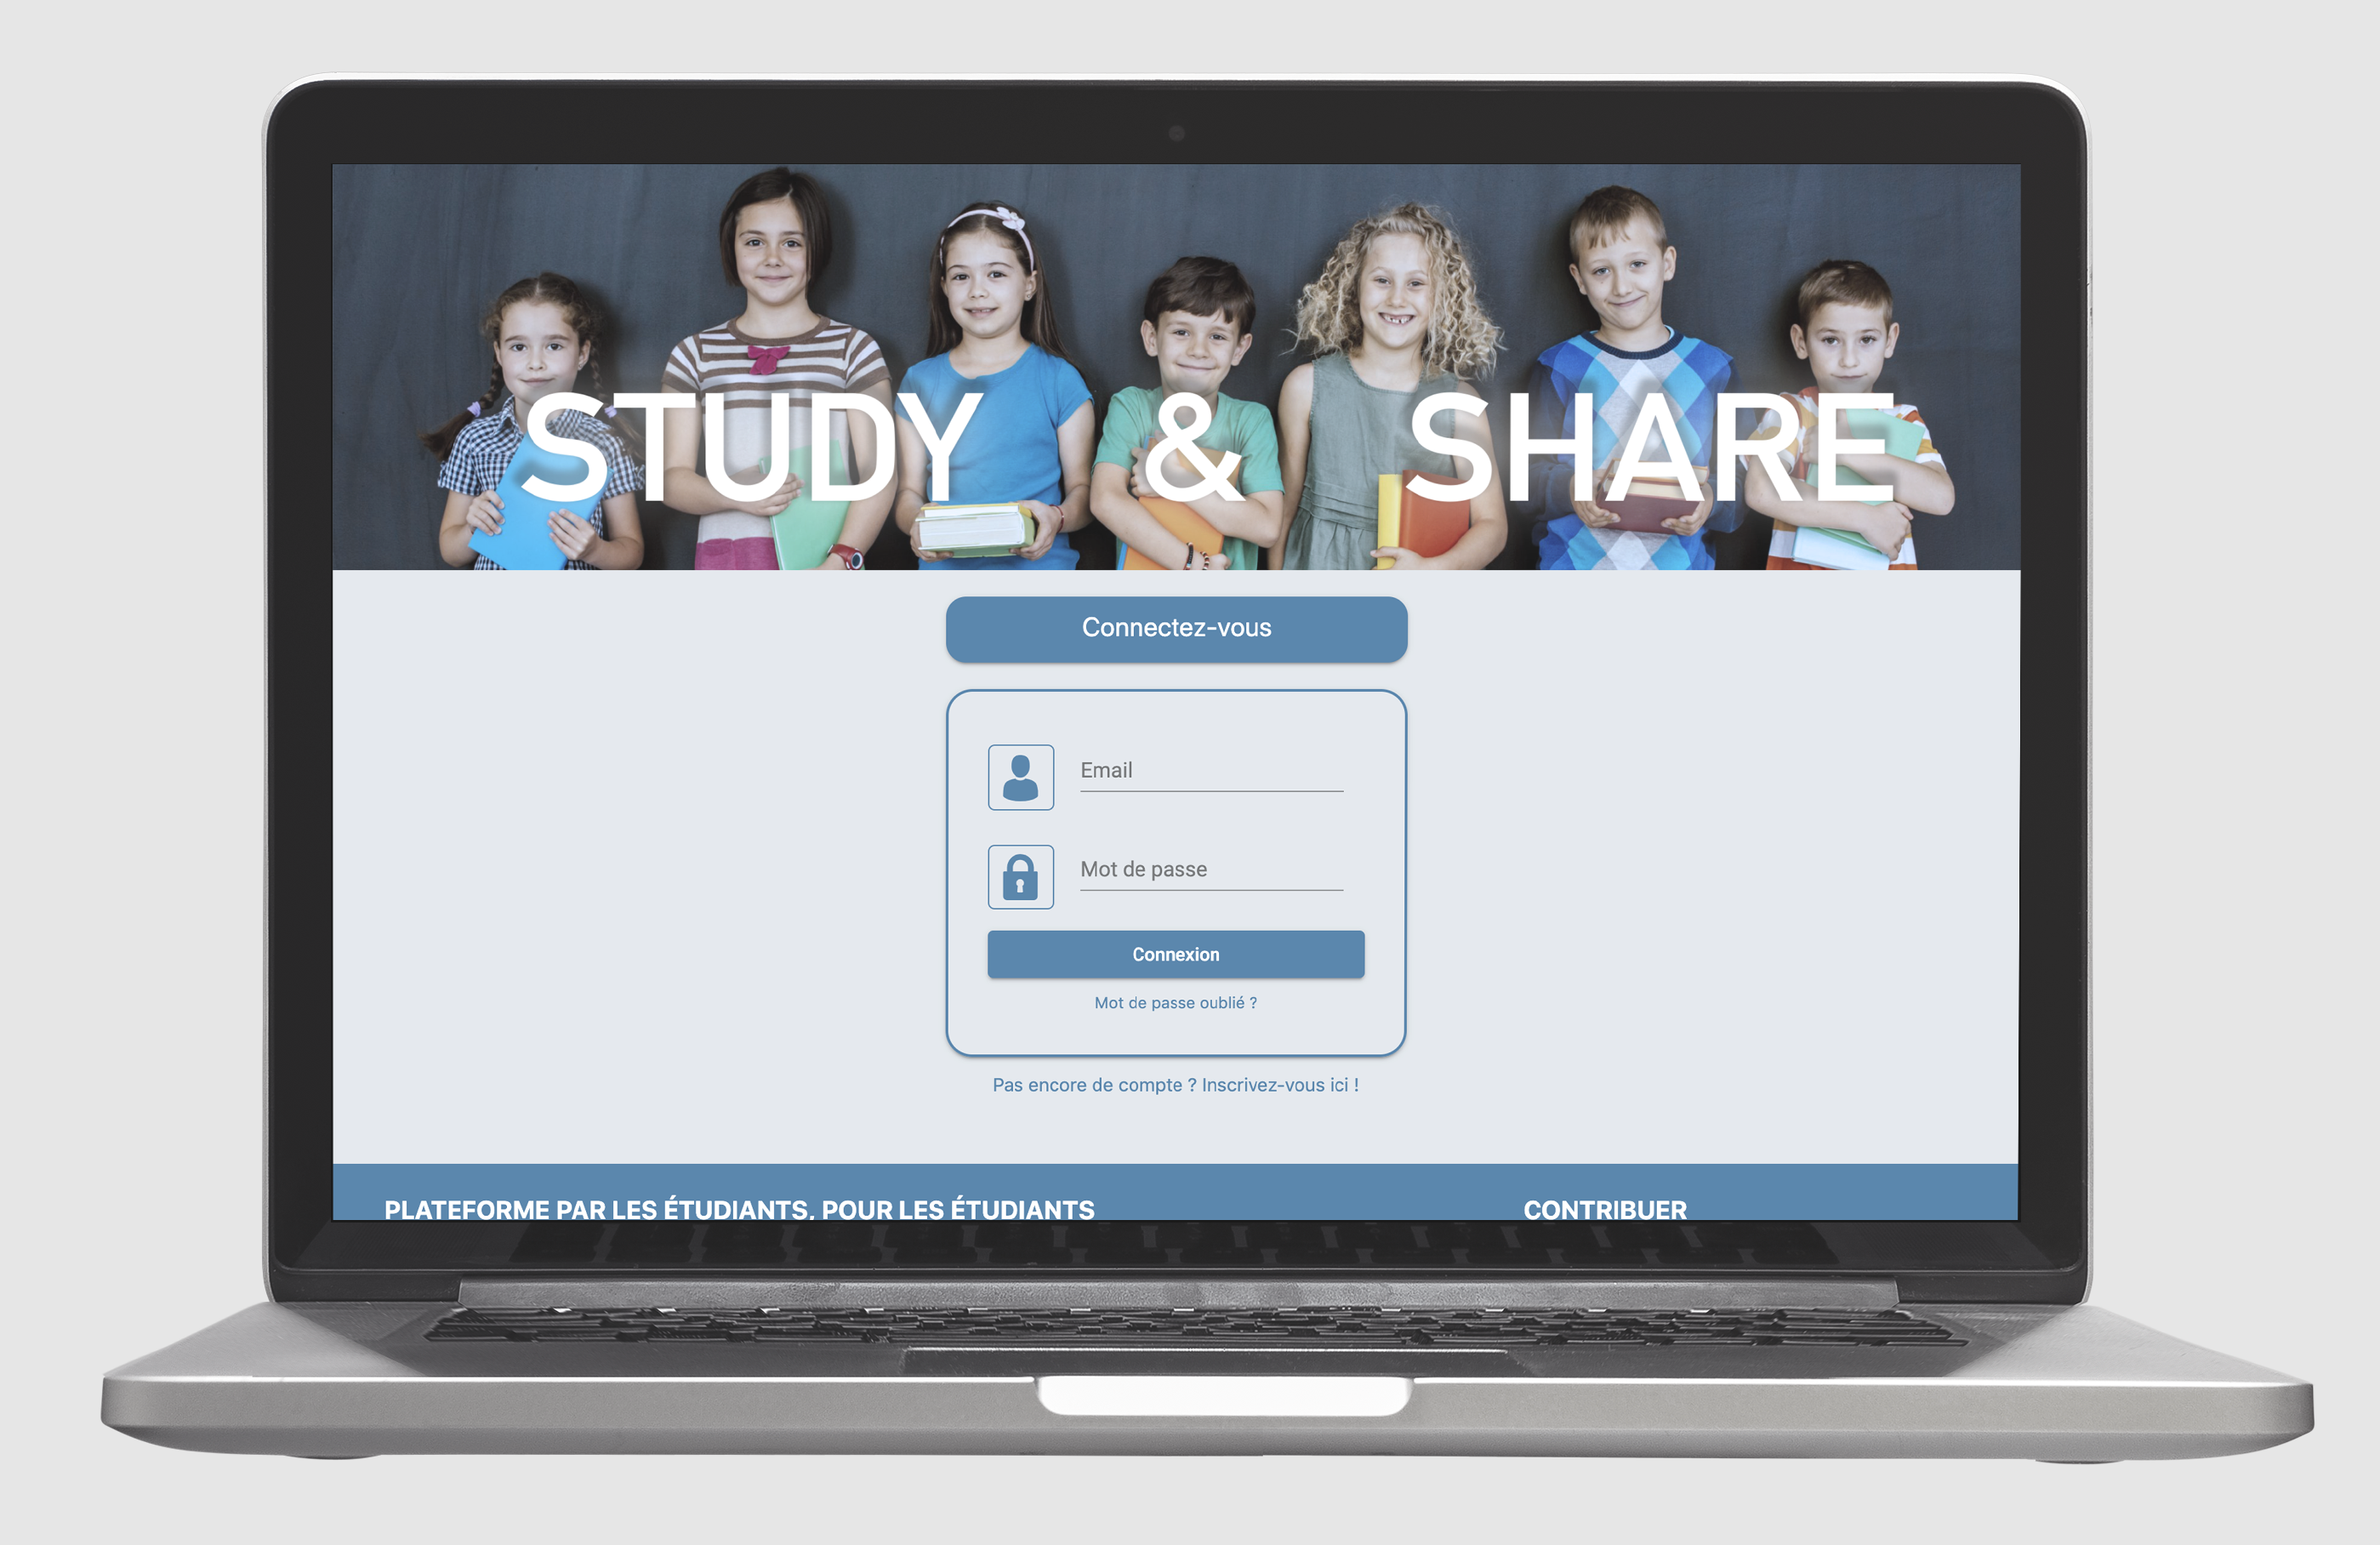 STUDY & SHARE
Connectez-vous
Email
Mot de passe
Connexion
Mot de passe oublié ?
Pas encore de compte ? Inscrivez-vous ici !
PLATEFORME PAR LES ÉTUDIANTS, POUR LES ÉTUDIANTS
CONTRIBUER